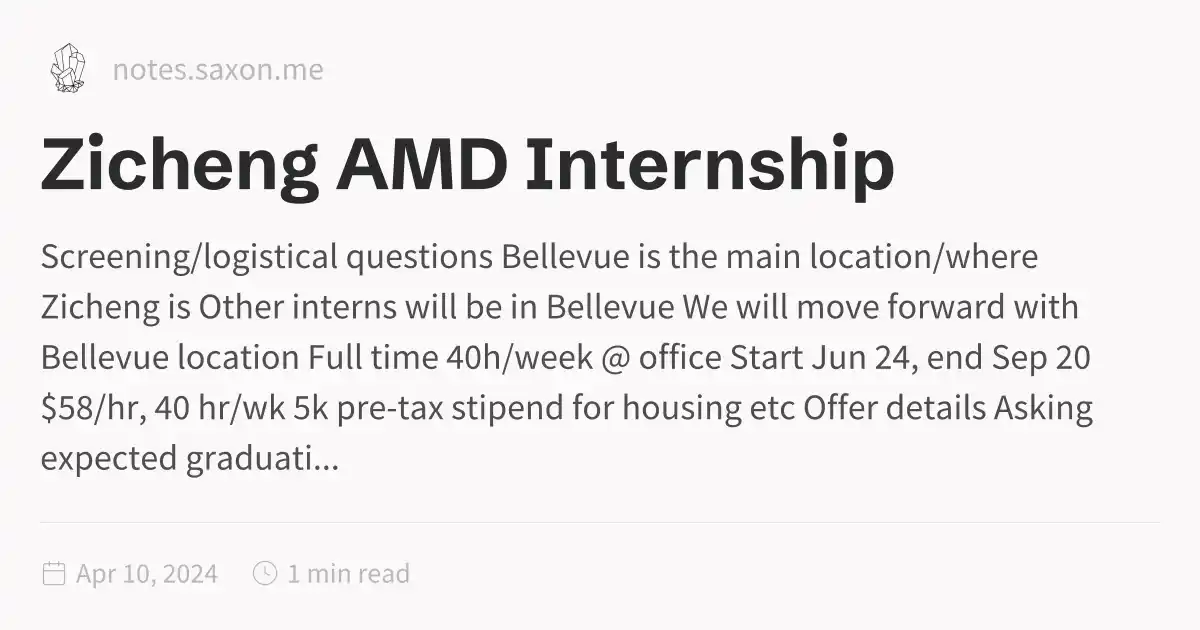 notes.saxon.me
Zicheng AMD Internship
Screening/logistical questions Bellevue is the main location/where
Zicheng is Other interns will be in Bellevue We will move forward with
Bellevue location Full time 40h/week @ office Start Jun 24, end Sep 20
$58/hr, 40 hr/wk 5k pre-tax stipend for housing etc Offer details Asking
expected graduati...
Apr 10, 2024 1 min read